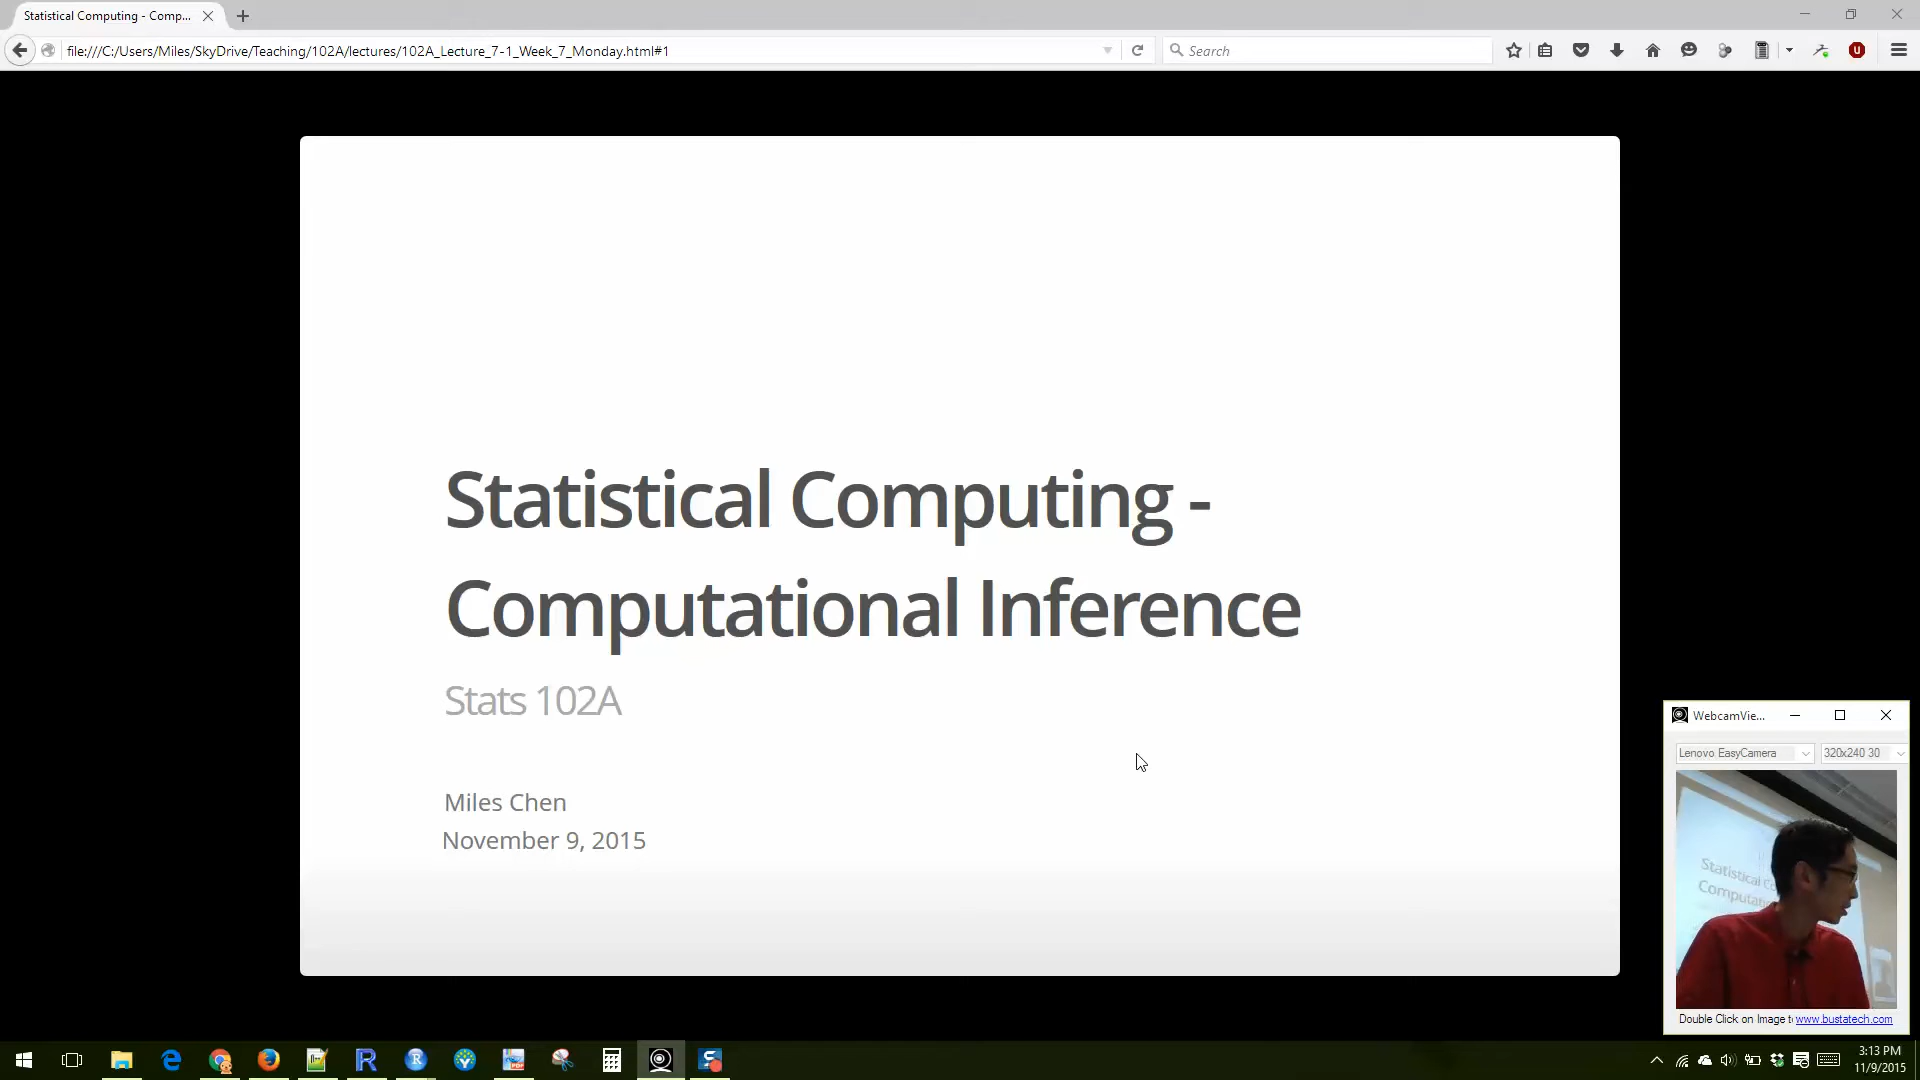 Statistical Computing - Comp...
file:///C:/Users/Miles/SkyDrive/Teaching/102A/lectures/102A_Lecture_7-1_Week_7_Monday.html#1
Search
Statistical Computing -
Computational Inference
Stats 102A
Miles Chen
November 9, 2015
WebcamVie...
Lenovo EasyCamera
320x240 30
Statistical
Double Click on Image t
www.bustatech.com
3:13 PM
11/9/2015